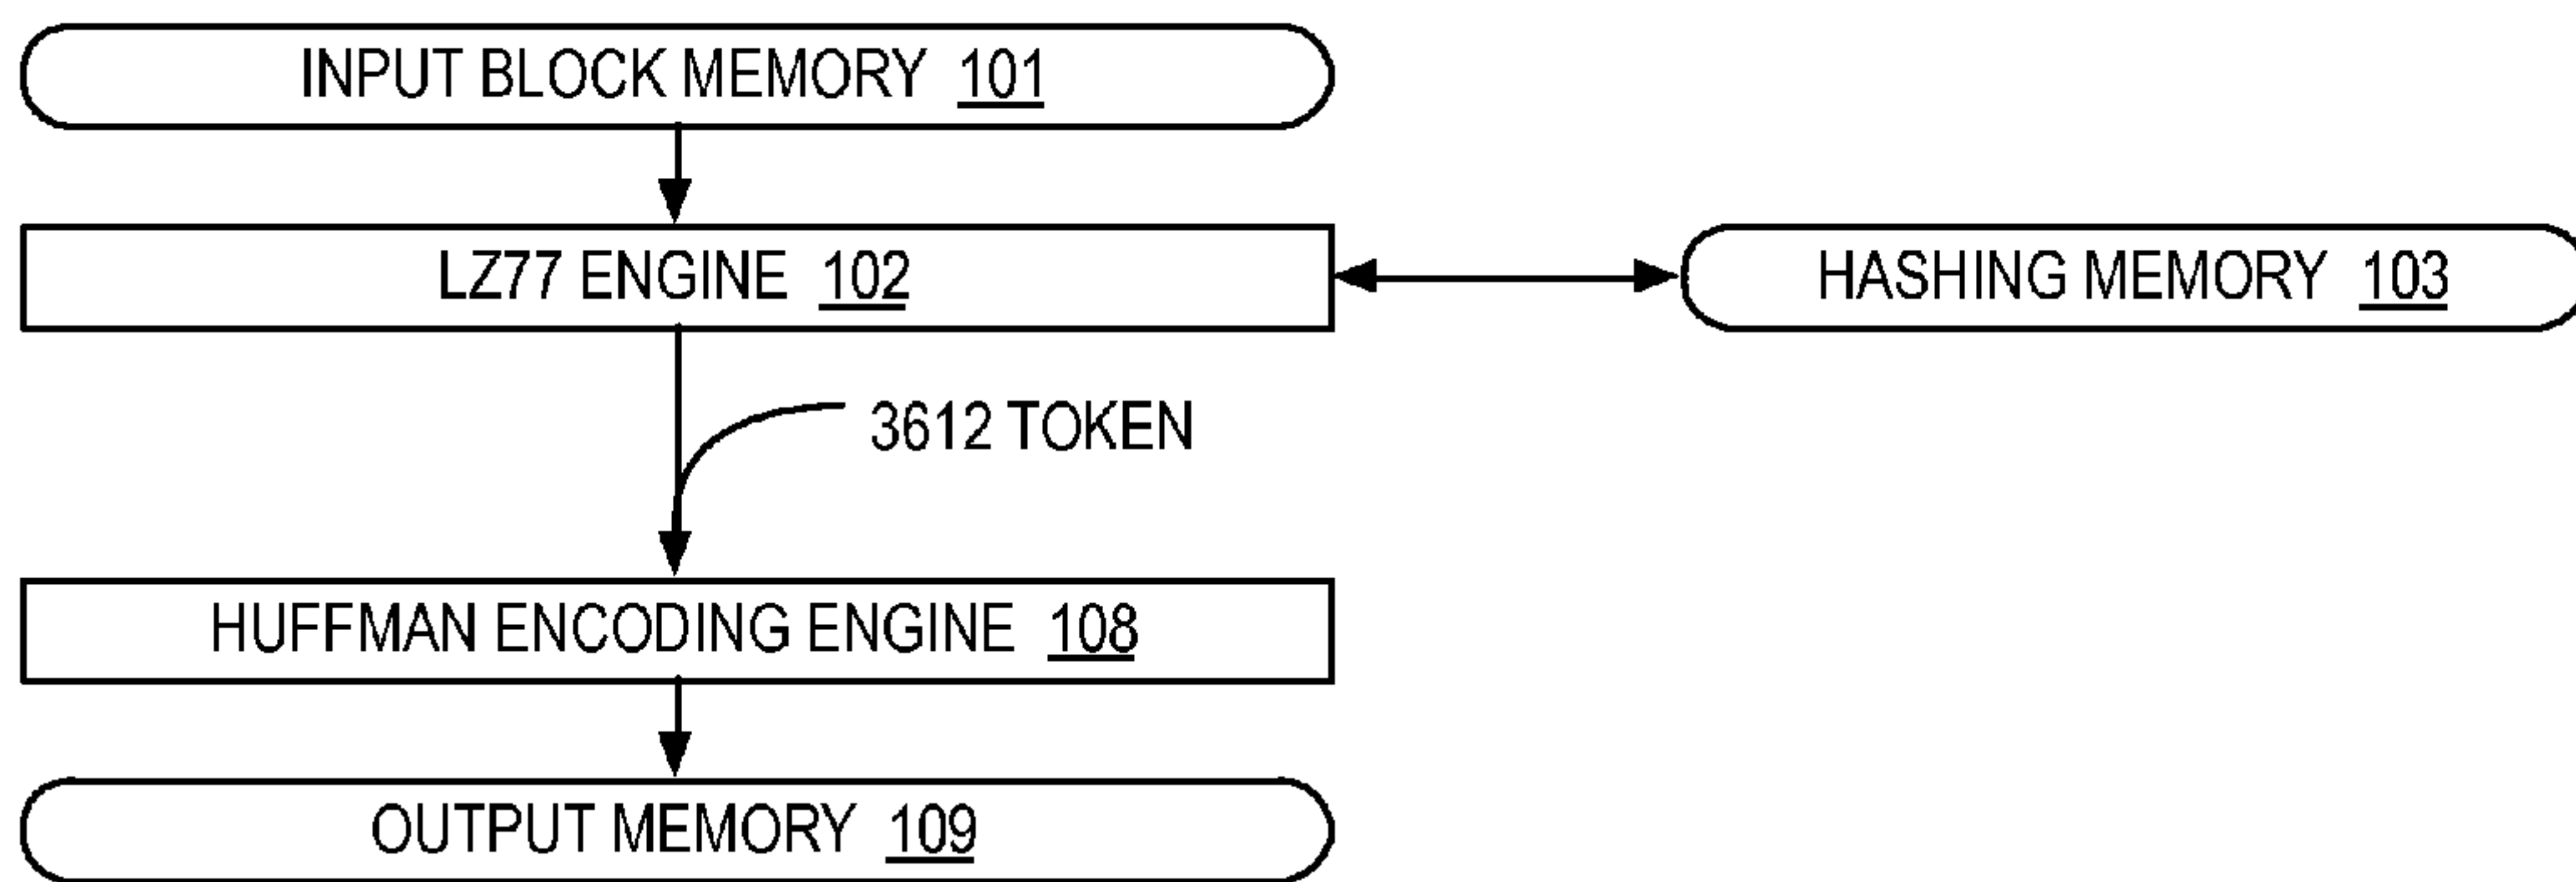 INPUT BLOCK MEMORY 101
LZ77 ENGINE 102
HASHING MEMORY 103
3612 TOKEN
HUFFMAN ENCODING ENGINE 108
OUTPUT MEMORY 109